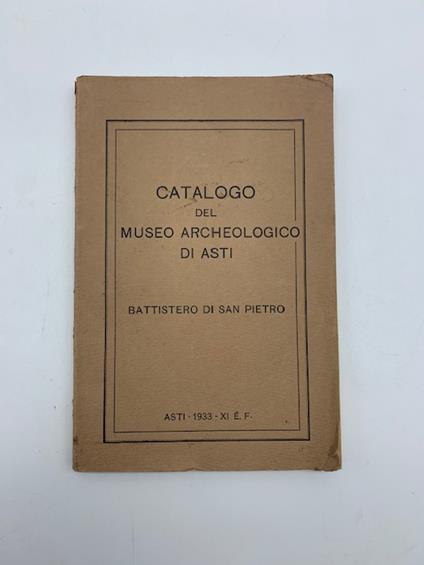 CATALOGO
DEL
MUSEO ARCHEOLOGICO
DI ASTI
BATTISTERO DI SAN PIETRO
ASTI - 1933 - XI É. F.